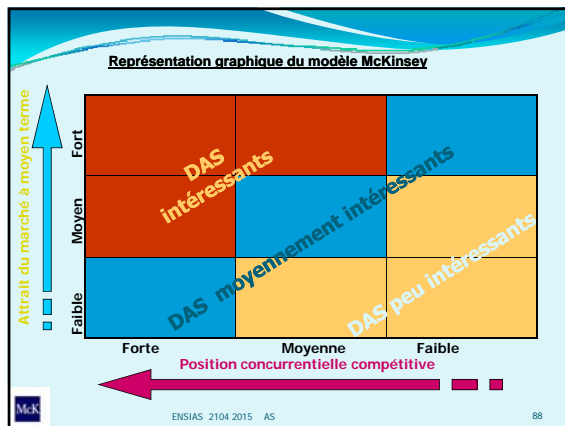 Représentation graphique du modèle McKinsey
Attrait du marché à moyen terme
Fort
Moyen
Faible
DAS
intéressants
DAS moyennement intéressants
DAS peu intéressants
Forte Moyenne Faible
Position concurrentielle compétitive
McK
ENSIAS 2104 2015 AS
88